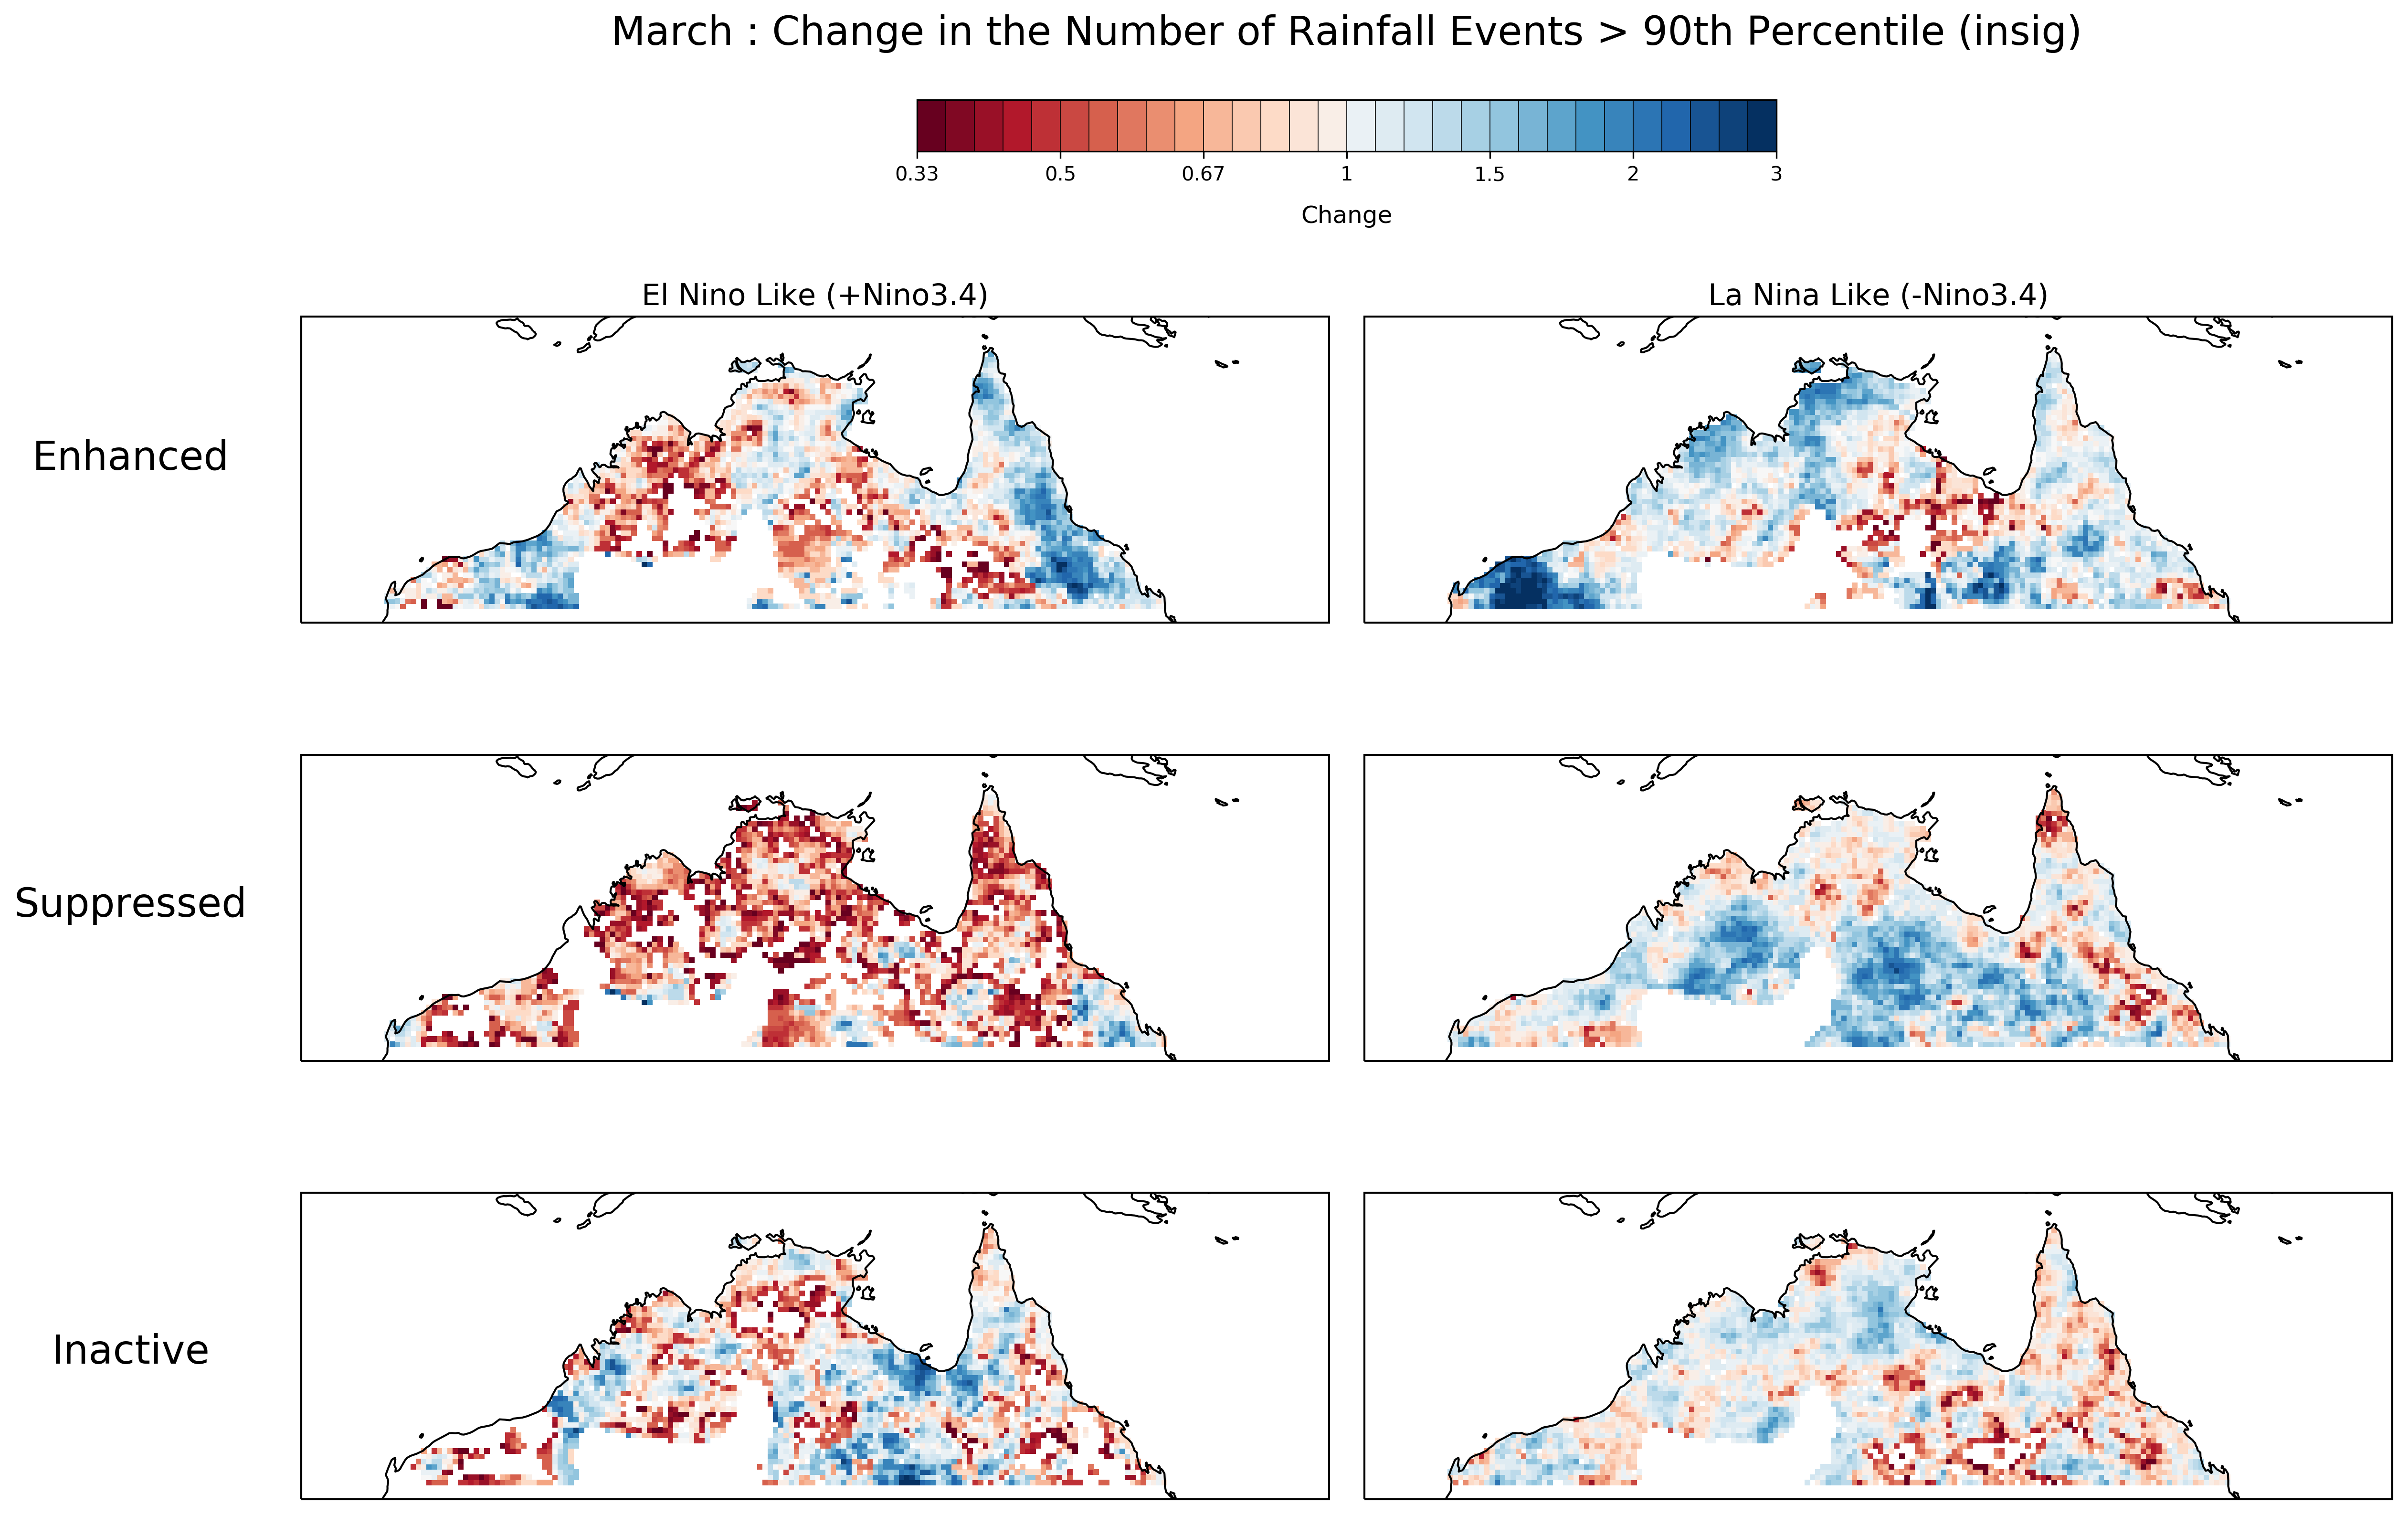 March : Change in the Number of Rainfall Events > 90th Percentile (insig)
0.33 0.5 0.67 1 1.5 2 3
Change
El Nino Like (+Nino3.4)
La Nina Like (-Nino3.4)
Enhanced
Suppressed
Inactive